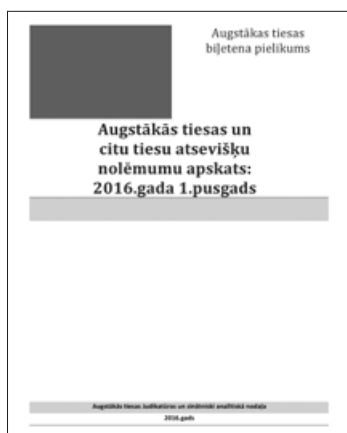 Augstākas tiesas
biļetena pielikums
Augstākās tiesas un
citu tiesu atsevišķu
nolēmumu apskats:
2016.gada 1.pusgads
Augstākās tiesas Judikatūras un zinātniski analītiskā nodaļa
2016.gads